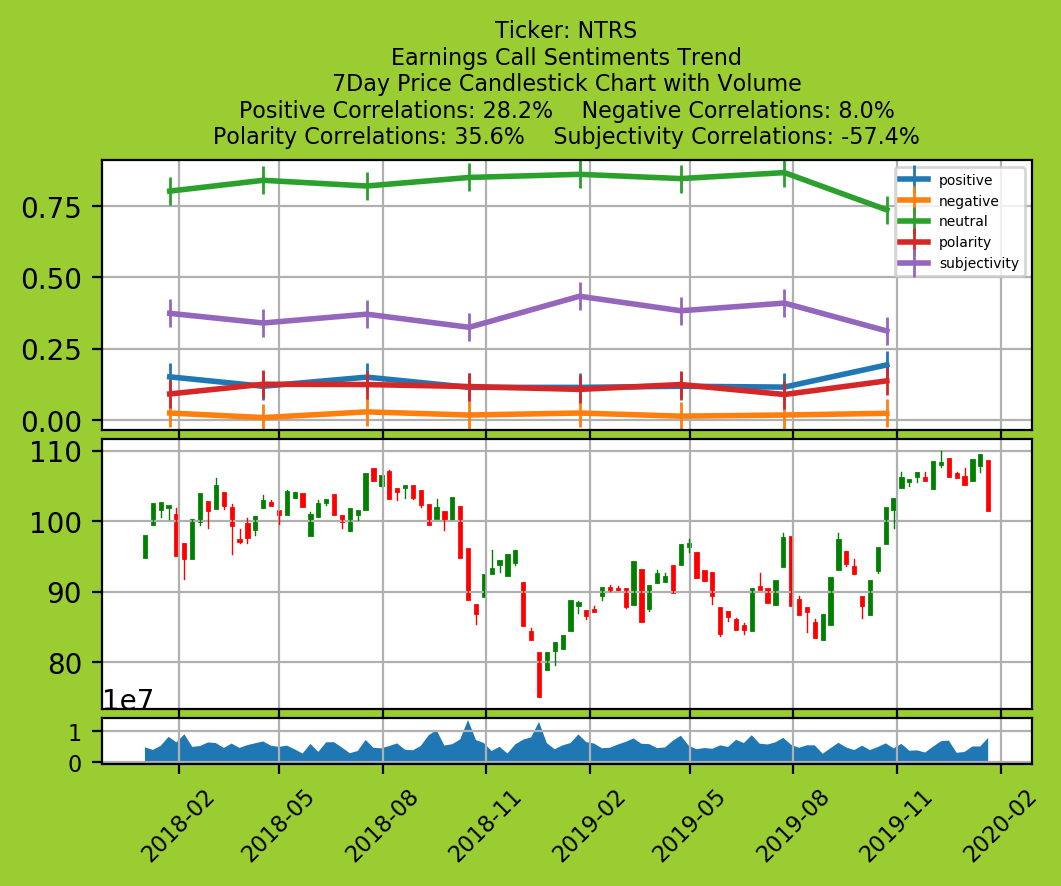 Ticker: NTRS
Earnings Call Sentiments Trend
7Day Price Candlestick Chart with Volume
Positive Correlations: 28.2%    Negative Correlations: 8.0%
Polarity Correlations: 35.6%    Subjectivity Correlations: -57.4%
positive
negative
neutral
polarity
subjectivity
0.75
0.50
0.25
0.00
110
100
90
80
1e7
1
0
2018-02
2018-05
2018-08
2018-11
2019-02
2019-05
2019-08
2019-11
2020-02